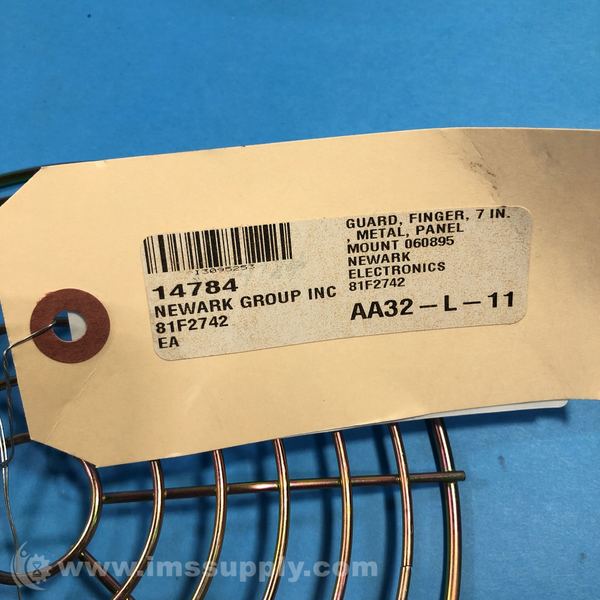 13095253
14784
NEWARK GROUP INC
81F2742
EA
GUARD, FINGER, 7 IN.
, METAL, PANEL
MOUNT 060895
NEWARK
ELECTRONICS
81F2742
AA32-L-11
www.imssupply.com